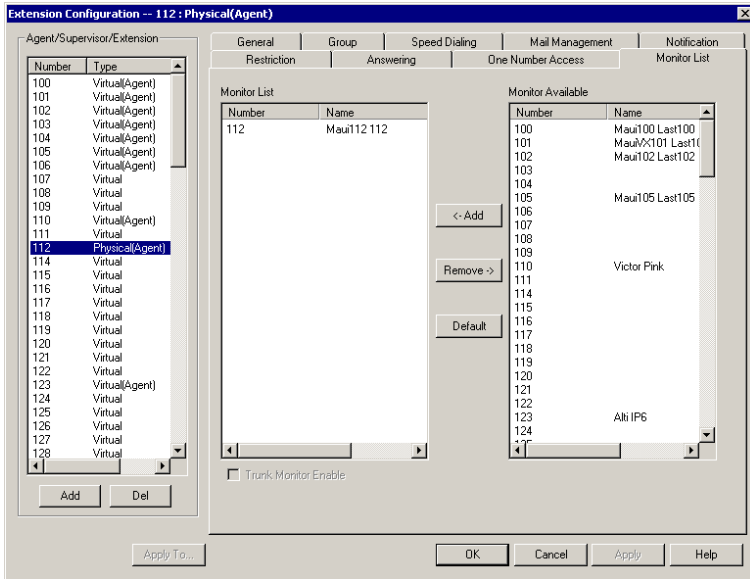 Extension Configuration -- 112 : Physical(Agent)
Agent/Supervisor/Extension
Number Type
100 Virtual(Agent)
101 Virtual(Agent)
102 Virtual(Agent)
103 Virtual(Agent)
104 Virtual(Agent)
105 Virtual(Agent)
106 Virtual(Agent)
107 Virtual
108 Virtual
109 Virtual
110 Virtual(Agent)
111 Virtual
112 Physical(Agent)
114 Virtual
115 Virtual
116 Virtual
117 Virtual
118 Virtual
119 Virtual
120 Virtual
121 Virtual
122 Virtual
123 Virtual(Agent)
124 Virtual
125 Virtual
126 Virtual
127 Virtual
128 Virtual
Add Del
General Group Speed Dialing Mail Management Notification
Restriction Answering One Number Access Monitor List
Monitor List
Number Name
112 Maui112 112
<- Add
Remove ->
Default
Monitor Available
Number Name
100 Maui100 Last100
101 MauiVX101 Last10
102 Maui102 Last102
103
104
105 Maui105 Last105
106
107
108
109
110 Victor Pink
111
114
115
116
117
118
119
120
121
122
123 Alti IP6
124
Trunk Monitor Enable
Apply To... OK Cancel Apply Help